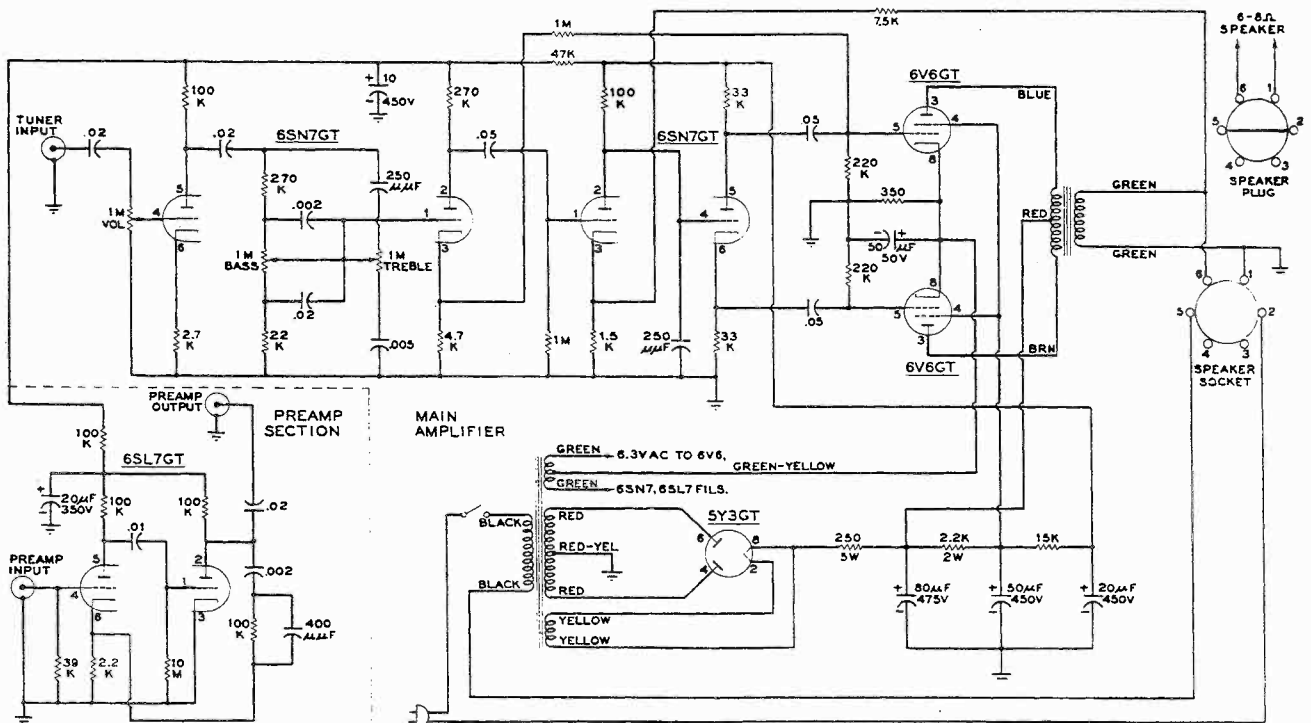 7.5K
6-8Ω
SPEAKER
1M
47K
6V6GT
3
BLUE
6
1
5
2
4
3
SPEAKER
PLUG
100
K
+
10
-
450V
270
K
100
K
33
K
TUNER
INPUT
.02
.02
6SN7GT
.05
6SN7GT
.05
5
4
8
270
K
250
μμF
220
K
GREEN
5
2
2
5
1M
VOL
4
6
.002
1
3
1
3
4
6
350
RED
1M
BASS
1M
TREBLE
50
-
+
μF
50V
220
K
GREEN
.02
.05
8
4
5
3
6
1
5
2
4
3
2.7
K
22
K
.005
4.7
K
1M
1.5
K
250
μμF
33
K
BRN
6V6GT
SPEAKER
SOCKET
PREAMP
OUTPUT
PREAMP
SECTION
MAIN
AMPLIFIER
100
K
6SL7GT
GREEN
6.3VAC TO 6V6,
GREEN-YELLOW
GREEN
6SN7, 6SL7 FILS.
+
20μF
-
350V
100
K
100
K
.02
BLACK
RED
5Y3GT
.01
6
8
250
5W
2.2K
2W
15K
RED-YEL
PREAMP
INPUT
5
2
.002
4
2
4
1
BLACK
RED
+
80μF
475V
-
+
50μF
450V
-
+
20μF
450V
-
6
3
YELLOW
100
K
400
μμF
YELLOW
39
K
2.2
K
10
M